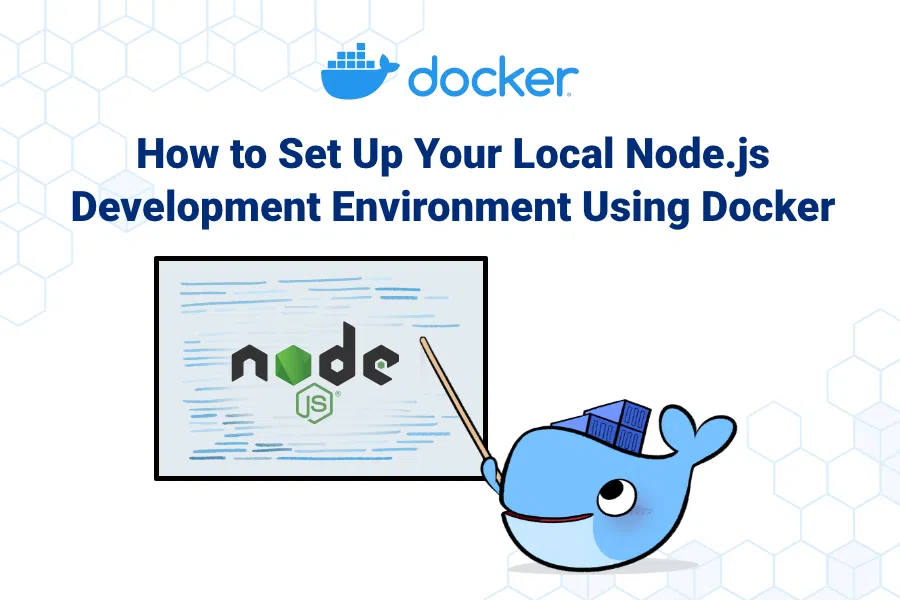 docker
How to Set Up Your Local Node.js
Development Environment Using Docker
node
JS